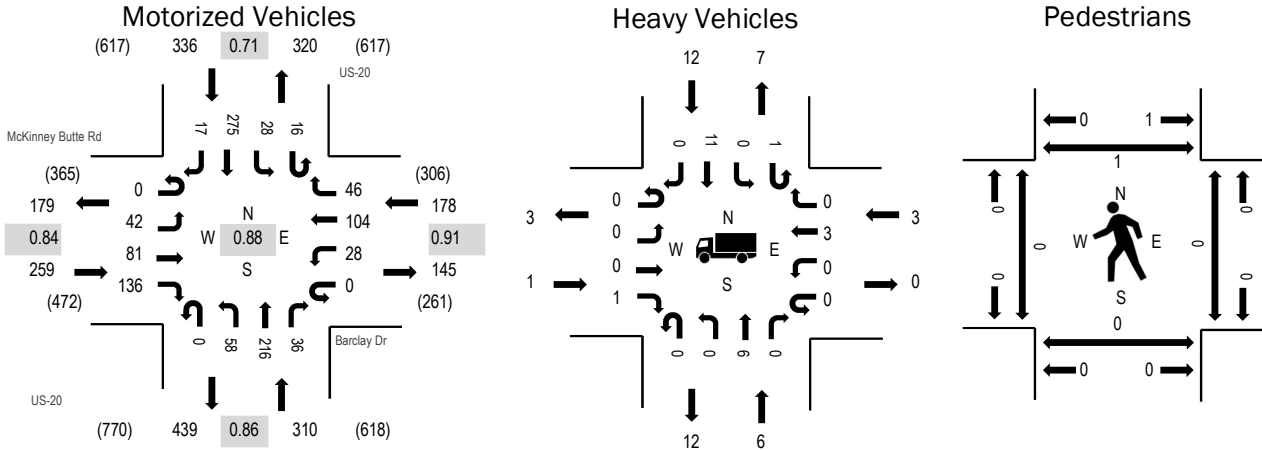 Motorized Vehicles
(617) 336 0.71 320 (617)
US-20
17 275 28 16
McKinney Butte Rd
(365) 0 46 (306)
179 42 104 178
0.84 W N 0.88 E S 0.91
259 81 28 145
(472) 136 0 (261)
0 58 216 36
Barclay Dr
US-20
(770) 439 0.86 310 (618)
Heavy Vehicles
12 7
0 11 0 1
0 0
3 0 3 3
N
W E
S
1 0 0 0
1 0
0 0 6 0
12 6
Pedestrians
0 1
1
0 N 0
0 W E 0
0 S 0
0
0 0